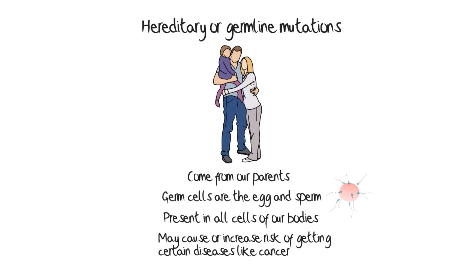 Hereditary or germline mutations
Come from our parents
Germ cells are the egg and sperm
Present in all cells of our bodies
May cause or increase risk of getting
certain diseases like cancer